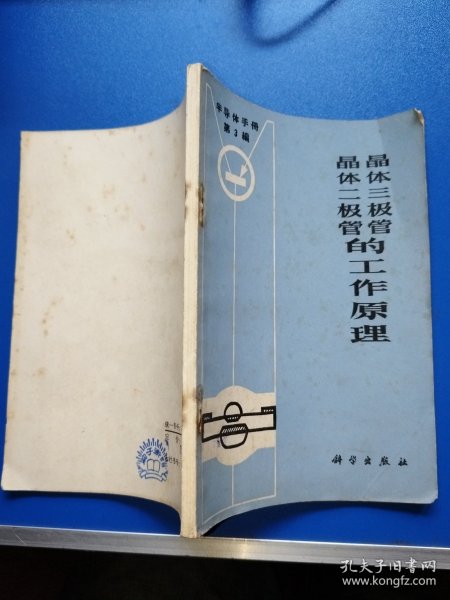 半导体手册
第3编
晶体三极管
晶体二极管
的工作原理
科学出版社
孔夫子旧书网
www.kongfz.com